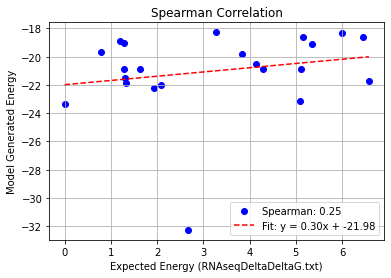 Spearman Correlation
Model Generated Energy
−18
−20
−22
−24
−26
−28
−30
−32
Spearman: 0.25
Fit: y = 0.30x + -21.98
0 1 2 3 4 5 6
Expected Energy (RNAseqDeltaDeltaG.txt)